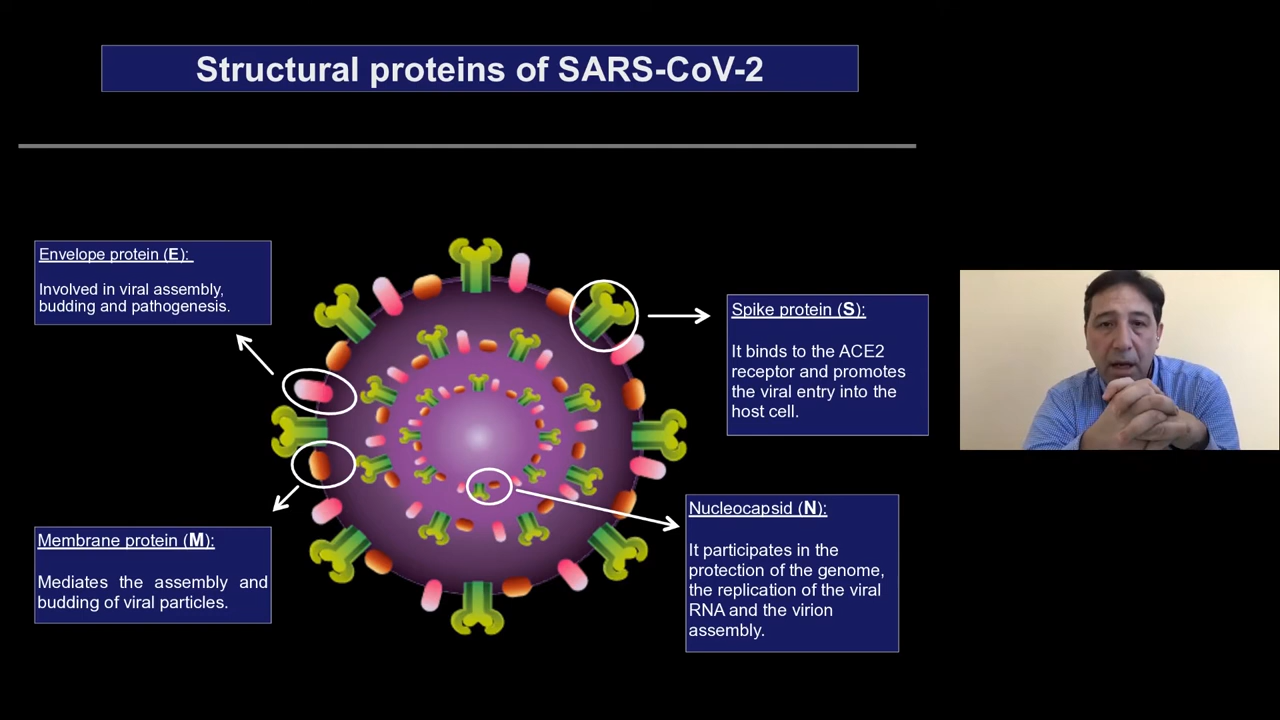 Structural proteins of SARS-CoV-2
Envelope protein (E):
Involved in viral assembly,
budding and pathogenesis.
Spike protein (S):
It binds to the ACE2
receptor and promotes
the viral entry into the
host cell.
Membrane protein (M):
Mediates the assembly and
budding of viral particles.
Nucleocapsid (N):
It participates in the
protection of the genome,
the replication of the viral
RNA and the virion
assembly.